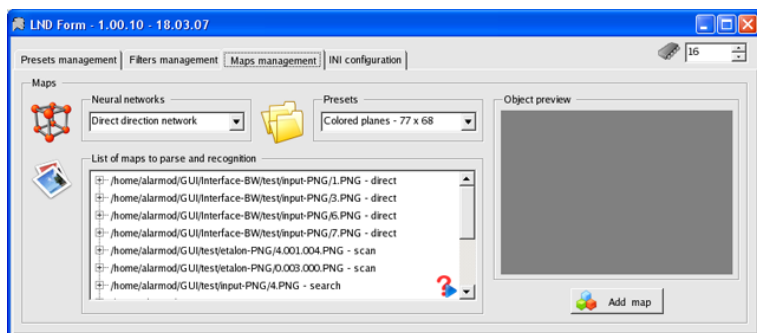 LND Form - 1.00.10 - 18.03.07
Presets management
Filters management
Maps management
INI configuration
16
Maps
Neural networks
Presets
Object preview
Direct direction network
Colored planes - 77 x 68
List of maps to parse and recognition
/home/alarmod/GUI/Interface-BW/test/input-PNG/1.PNG - direct
/home/alarmod/GUI/Interface-BW/test/input-PNG/3.PNG - direct
/home/alarmod/GUI/Interface-BW/test/input-PNG/6.PNG - direct
/home/alarmod/GUI/Interface-BW/test/input-PNG/7.PNG - direct
/home/alarmod/GUI/test/etalon-PNG/4.001.004.PNG - scan
/home/alarmod/GUI/test/etalon-PNG/0.003.000.PNG - scan
/home/alarmod/GUI/test/input-PNG/4.PNG - search
Add map